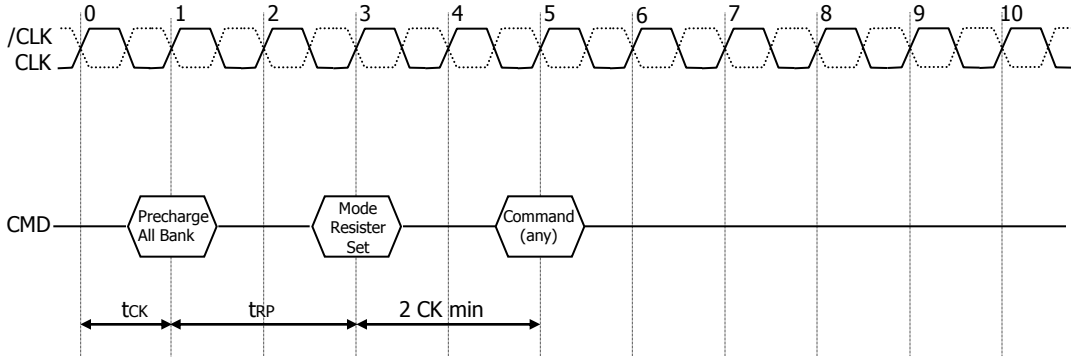 0 1 2 3 4 5 6 7 8 9 10
/CLK
CLK
CMD
Precharge
All Bank
Mode
Resister
Set
Command
(any)
tCK
tRP
2 CK min